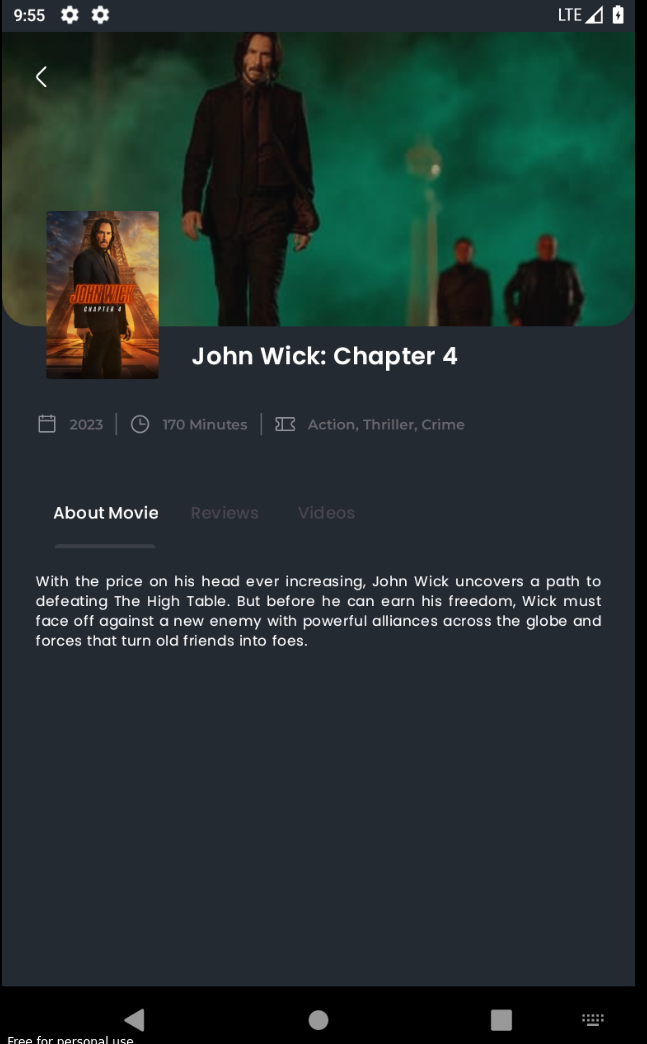 9:55
LTE
JOHN WICK
CHAPTER 4
John Wick: Chapter 4
2023
170 Minutes
Action, Thriller, Crime
About Movie
Reviews
Videos
With the price on his head ever increasing, John Wick uncovers a path to
defeating The High Table. But before he can earn his freedom, Wick must
face off against a new enemy with powerful alliances across the globe and
forces that turn old friends into foes.
Free for personal use